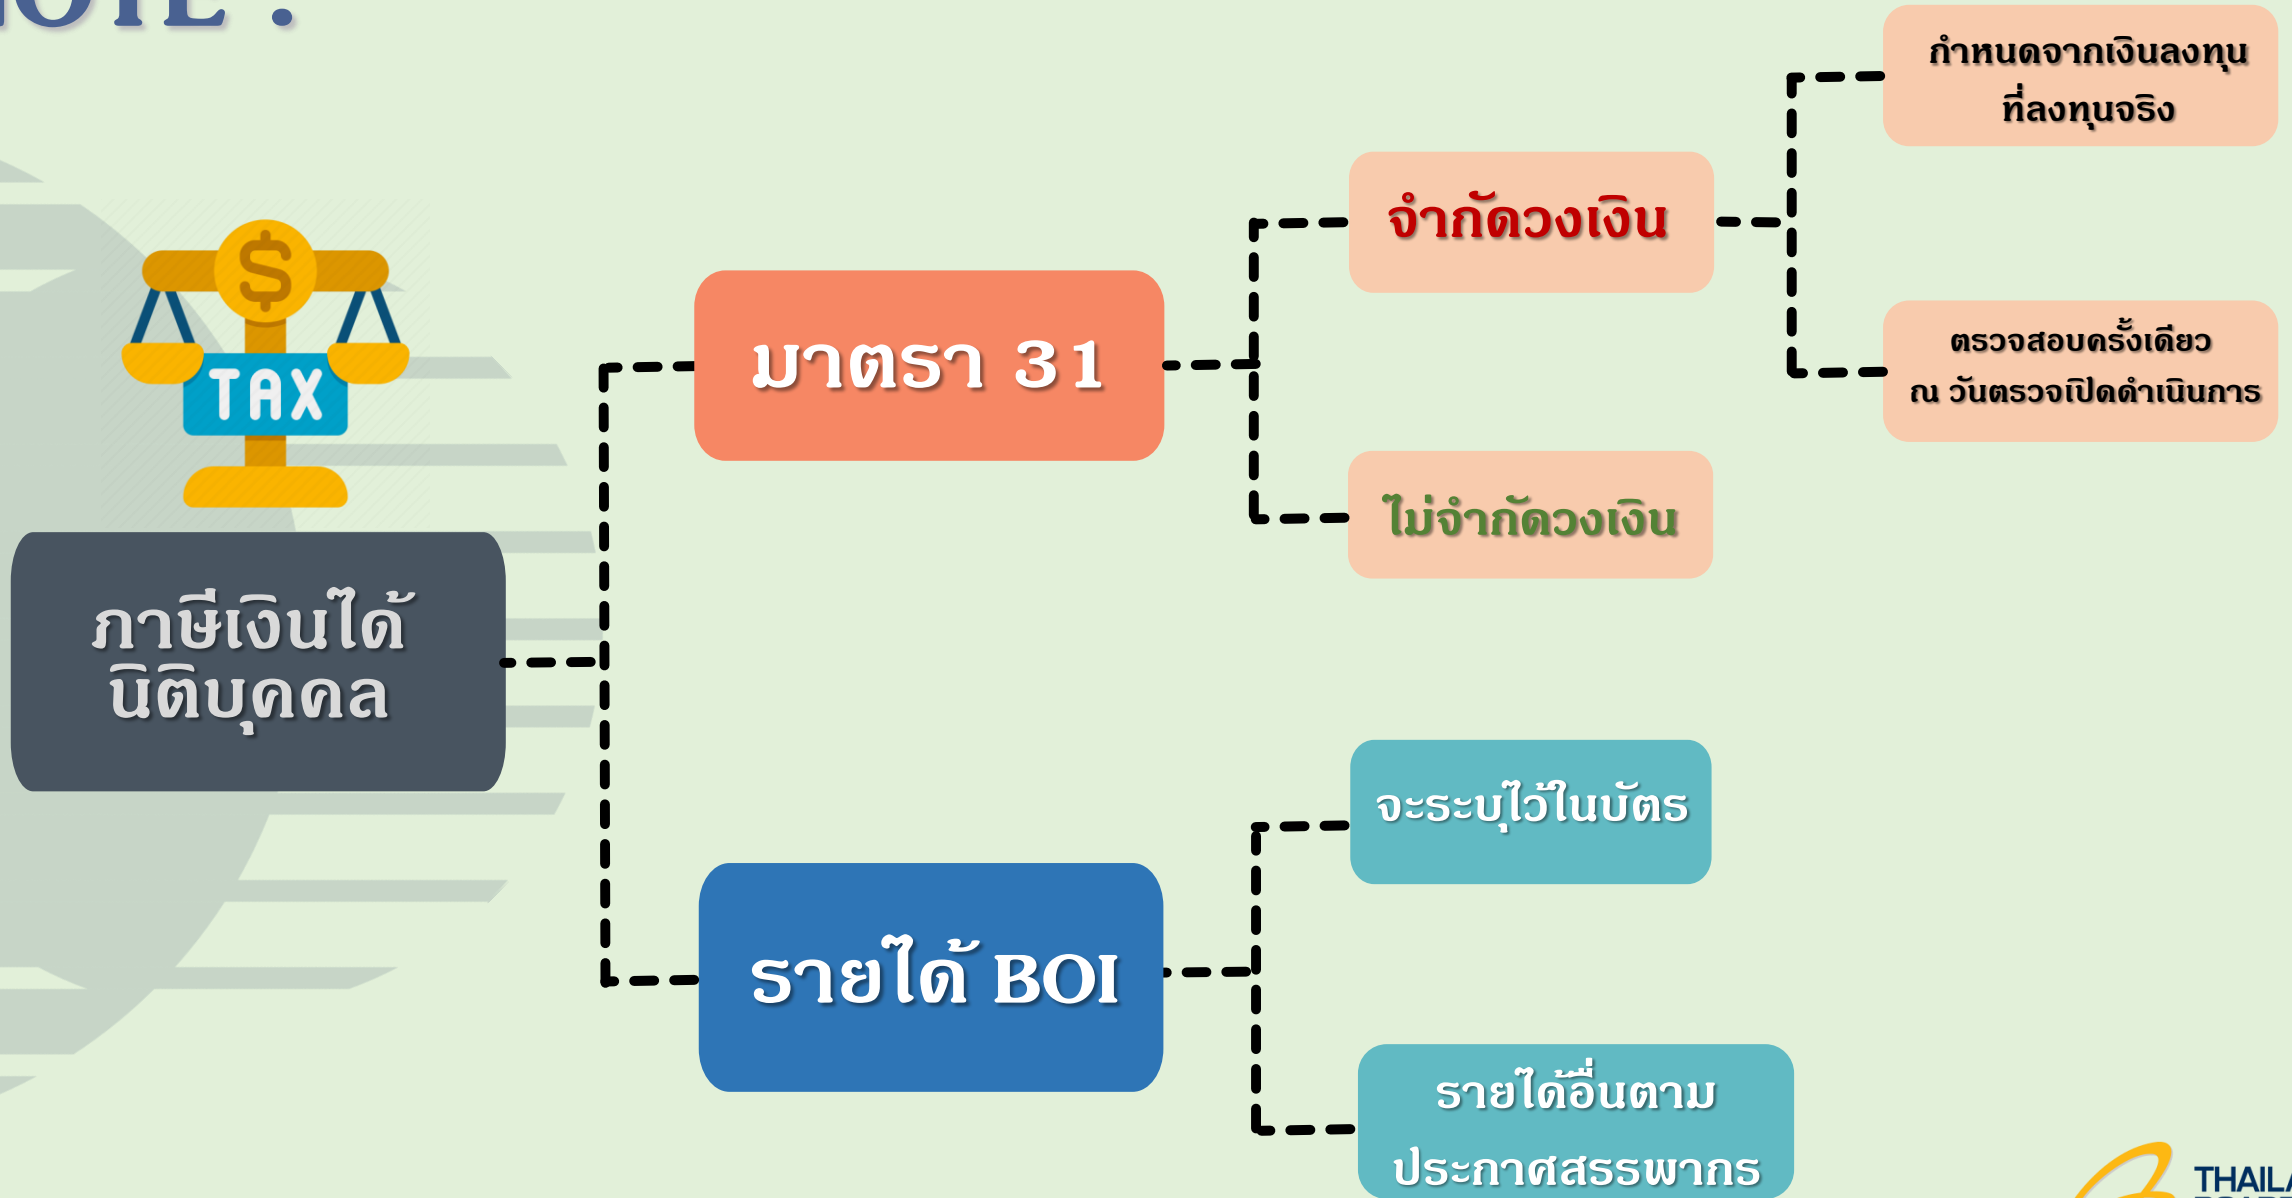 กำหนดจากเงินลงทุน
ที่ลงทุนจริง
จำกัดวงเงิน
มาตรา 31
ตรวจสอบครั้งเดียว
ณ วันตรวจเปิดดำเนินการ
TAX
ไม่จำกัดวงเงิน
ภาษีเงินได้
นิติบุคคล
จะระบุไว้ในบัตร
รายได้ BOI
รายได้อื่นตาม
ประกาศสรรพากร